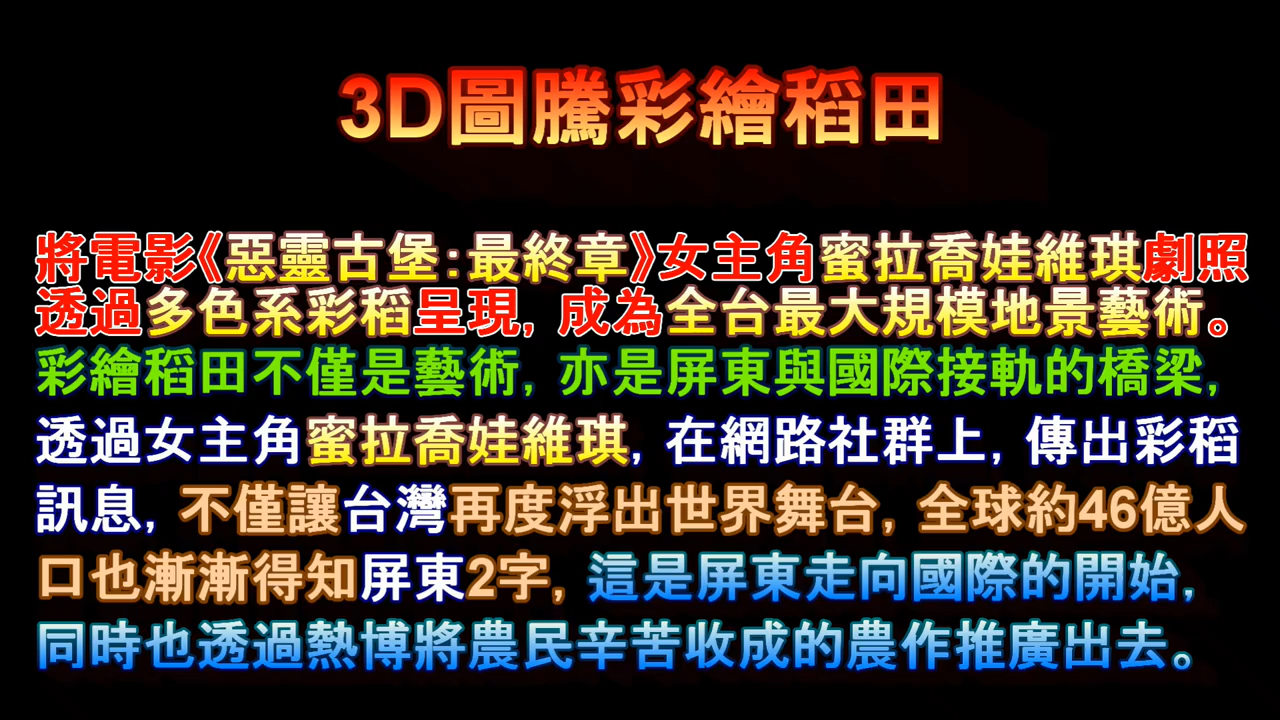 3D圖騰彩繪稻田
將電影《惡靈古堡：最終章》女主角蜜拉喬娃維琪劇照
透過多色系彩稻呈現，成為全台最大規模地景藝術。
彩繪稻田不僅是藝術，亦是屏東與國際接軌的橋梁，
透過女主角蜜拉喬娃維琪，在網路社群上，傳出彩稻
訊息，不僅讓台灣再度浮出世界舞台，全球約46億人
口也漸漸得知屏東2字，這是屏東走向國際的開始，
同時也透過熱博將農民辛苦收成的農作推廣出去。